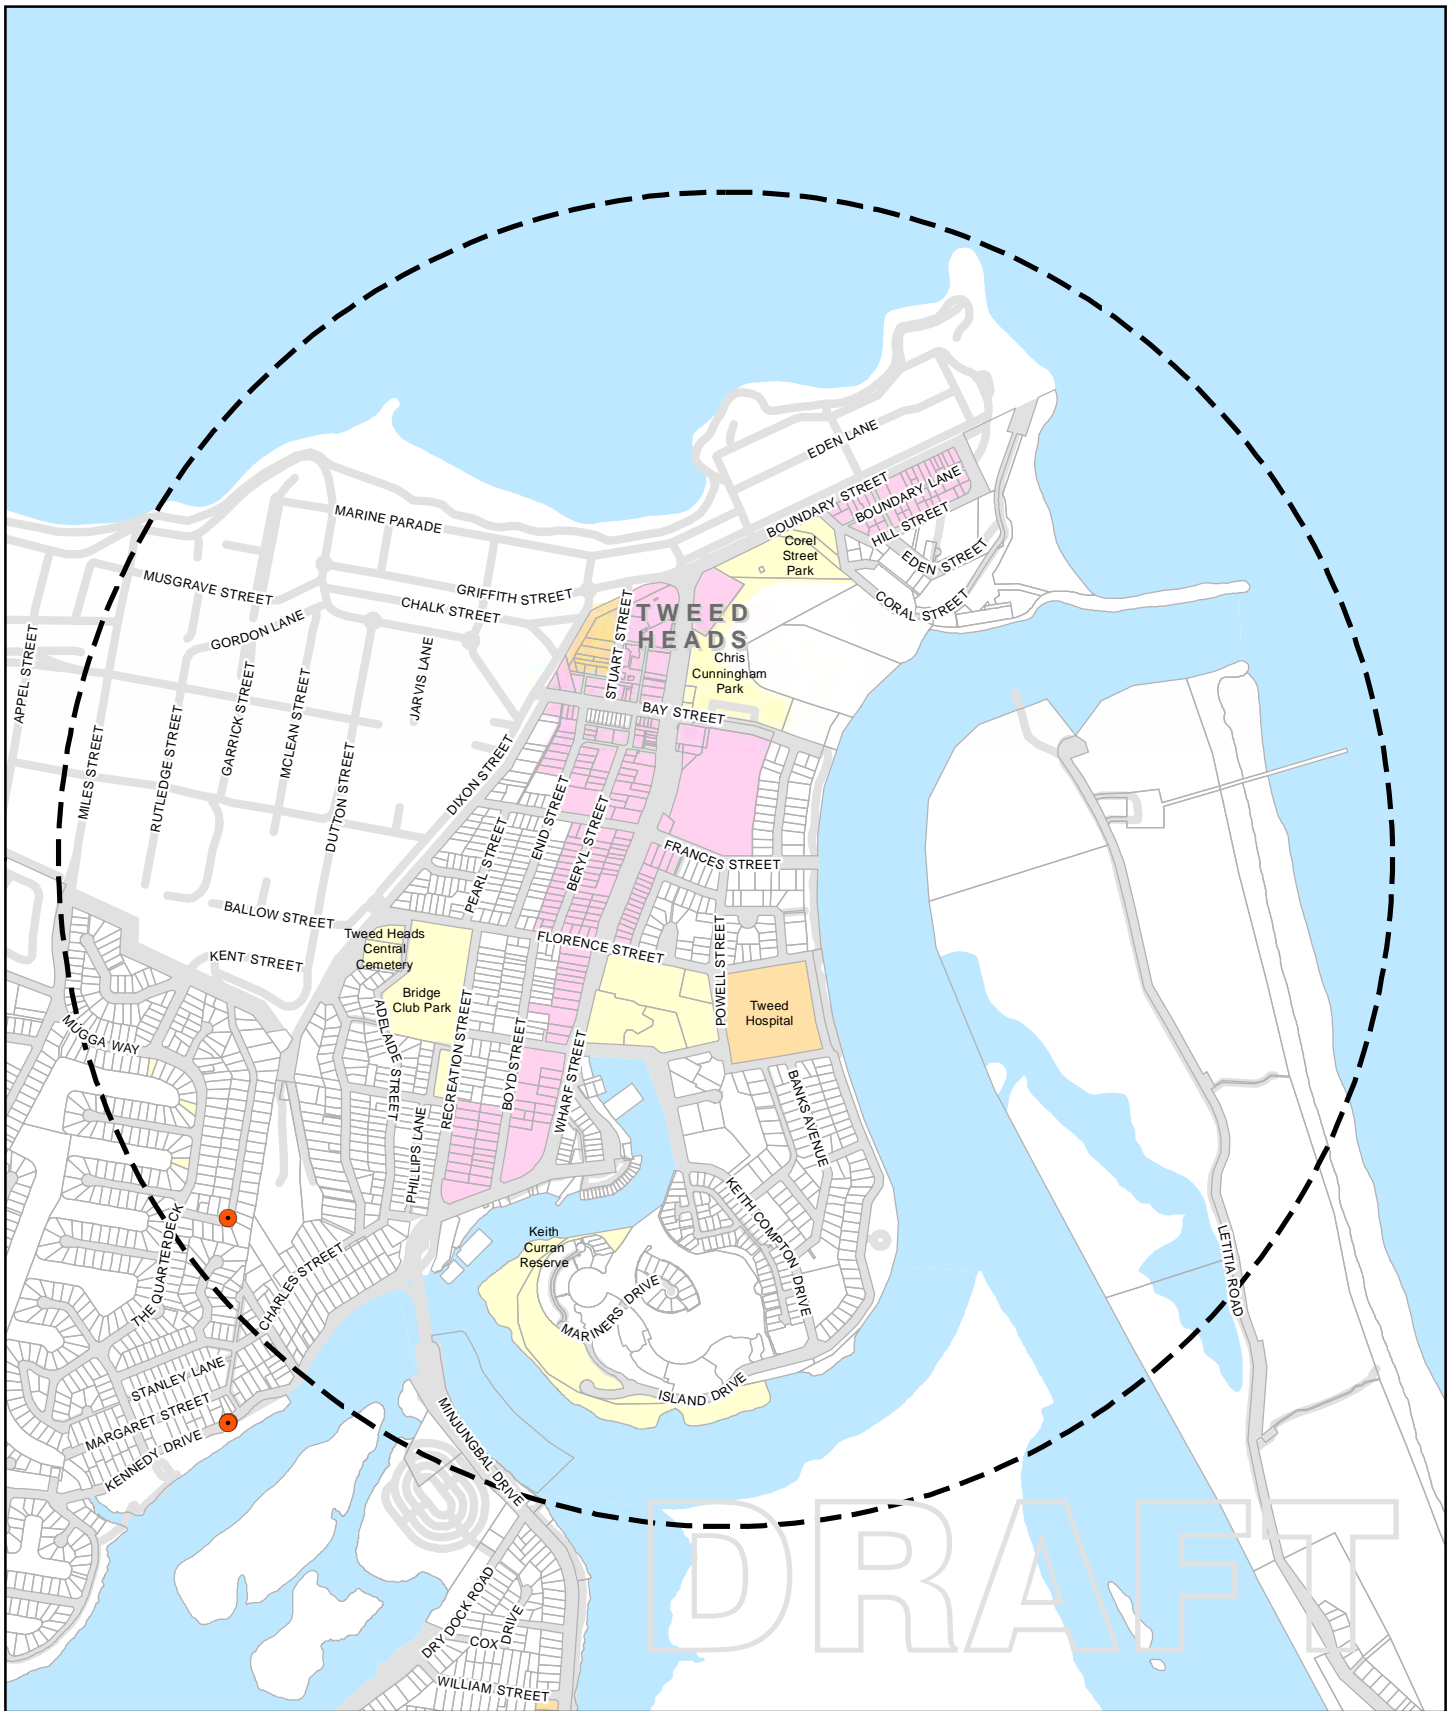 EDEN LANE
BOUNDARY STREET
BOUNDARY LANE
HILL STREET
MARINE PARADE
Corel
Street
Park
EDEN STREET
MUSGRAVE STREET
GRIFFITH STREET
CHALK STREET
CORAL STREET
GORDON LANE
TWEED
HEADS
STUART STREET
APPEL STREET
GARRICK STREET
MCLEAN STREET
JARVIS LANE
Chris
Cunningham
Park
BAY STREET
MILES STREET
RUTLEDGE STREET
DUTTON STREET
DIXON STREET
ENID STREET
BERYL STREET
PEARL STREET
FRANCES STREET
BALLOW STREET
Tweed Heads
Central
Cemetery
FLORENCE STREET
POWELL STREET
KENT STREET
Bridge
Club Park
Tweed
Hospital
MUGGA WAY
ADELAIDE STREET
RECREATION STREET
BOYD STREET
WHARF STREET
BANKS AVENUE
PHILLIPS LANE
KEITH COMPTON DRIVE
THE QUARTERDECK
CHARLES STREET
Keith
Curran
Reserve
LETITIA ROAD
MARINERS DRIVE
STANLEY LANE
ISLAND DRIVE
MARGARET STREET
KENNEDY DRIVE
MINJUNGBAL DRIVE
DRAFT
DRY DOCK ROAD
COX DRIVE
WILLIAM STREET